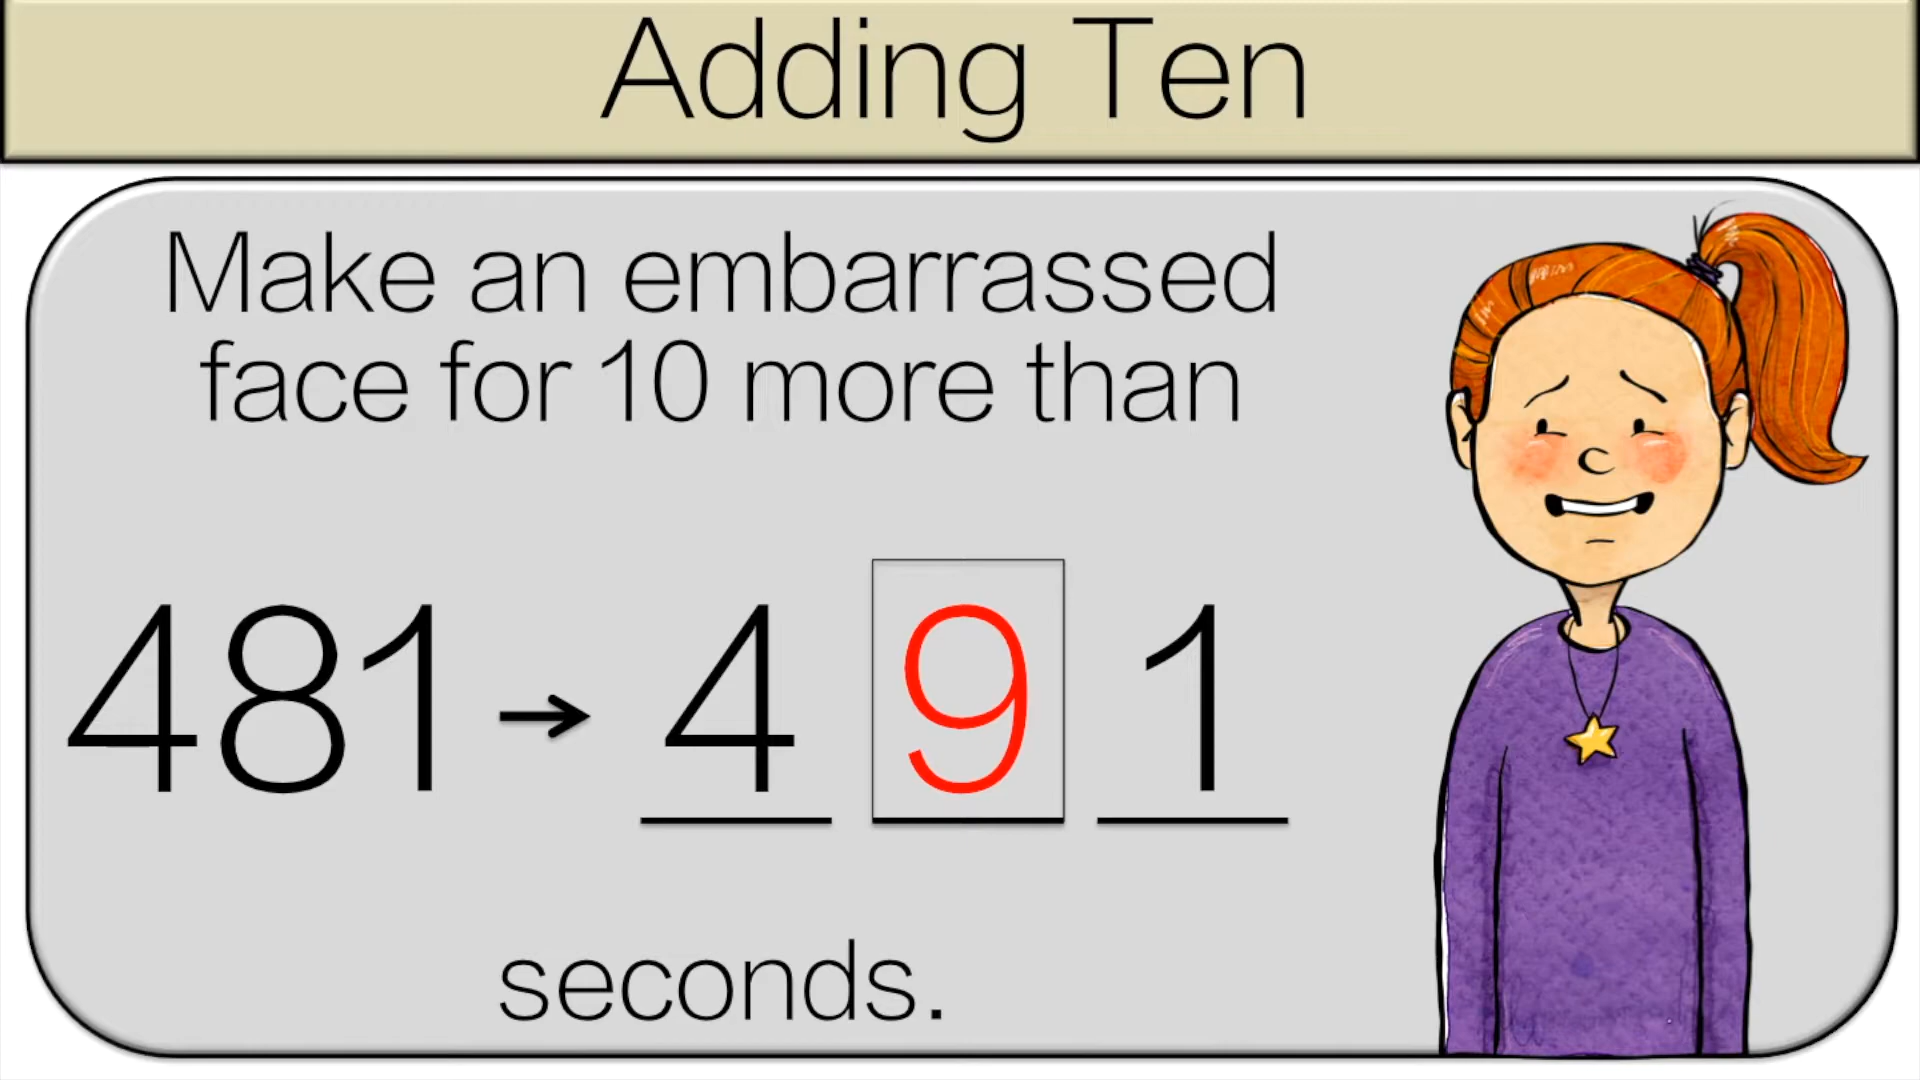 Adding Ten
Make an embarrassed
face for 10 more than
481 → 4 9 1
seconds.